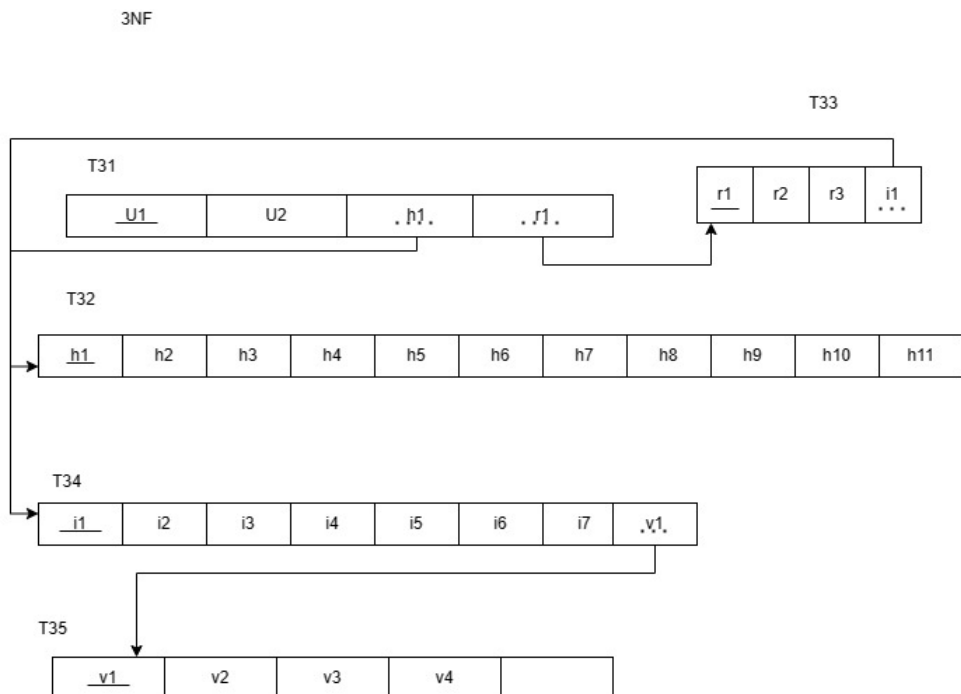 3NF
T33
T31
r1 r2 r3 i1
U1 U2 h1 r1
T32
h1 h2 h3 h4 h5 h6 h7 h8 h9 h10 h11
T34
i1 i2 i3 i4 i5 i6 i7 v1
T35
v1 v2 v3 v4